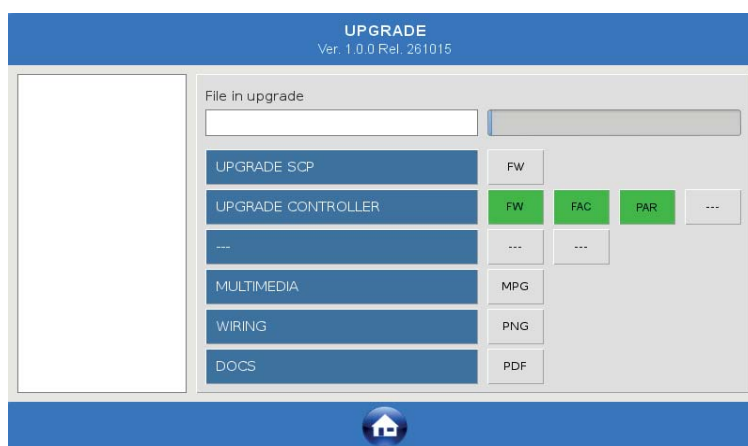 UPGRADE
Ver. 1.0.0 Rel. 261015
File in upgrade
UPGRADE SCP FW
UPGRADE CONTROLLER FW FAC PAR ---
--- --- ---
MULTIMEDIA MPG
WIRING PNG
DOCS PDF